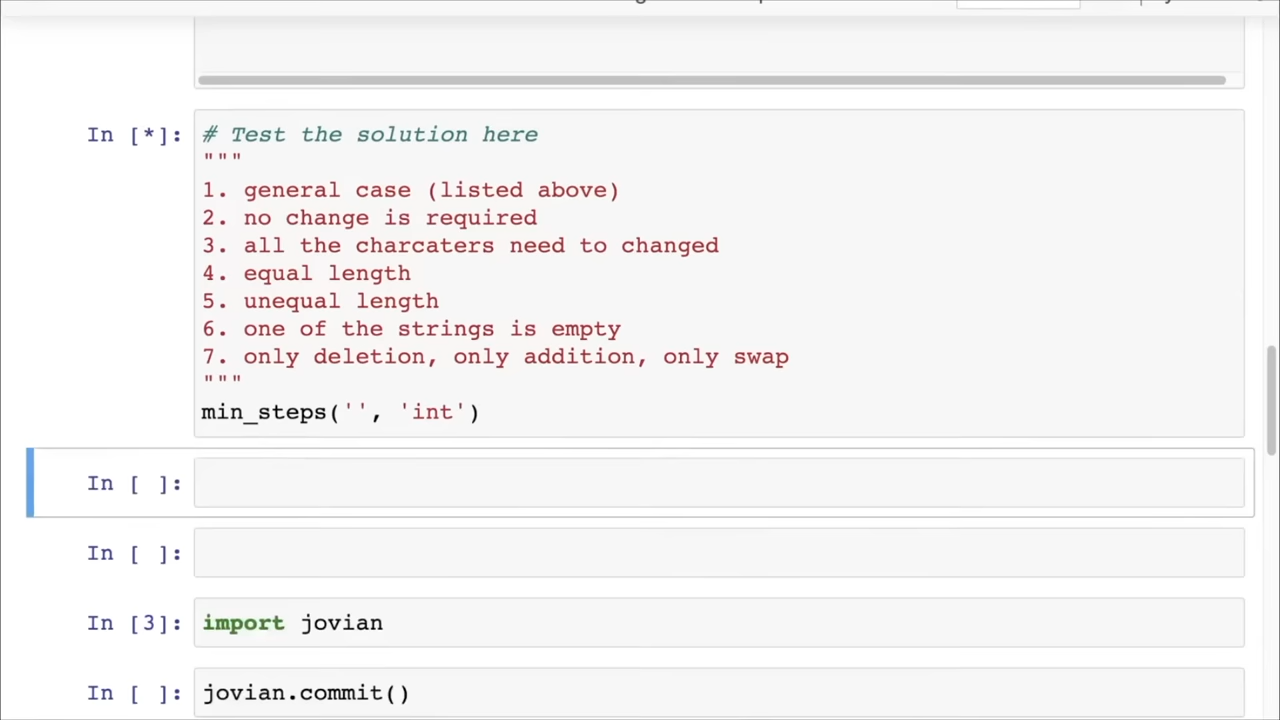 In [*]:
# Test the solution here
"""
1. general case (listed above)
2. no change is required
3. all the charcaters need to changed
4. equal length
5. unequal length
6. one of the strings is empty
7. only deletion, only addition, only swap
"""
min_steps('', 'int')
In [ ]:
In [ ]:
In [3]: import jovian
In [ ]: jovian.commit()